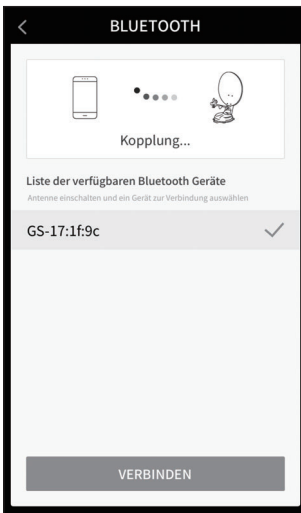 BLUETOOTH
Kopplung...
Liste der verfügbaren Bluetooth Geräte
Antenne einschalten und ein Gerät zur Verbindung auswählen
GS-17:1f:9c
VERBINDEN